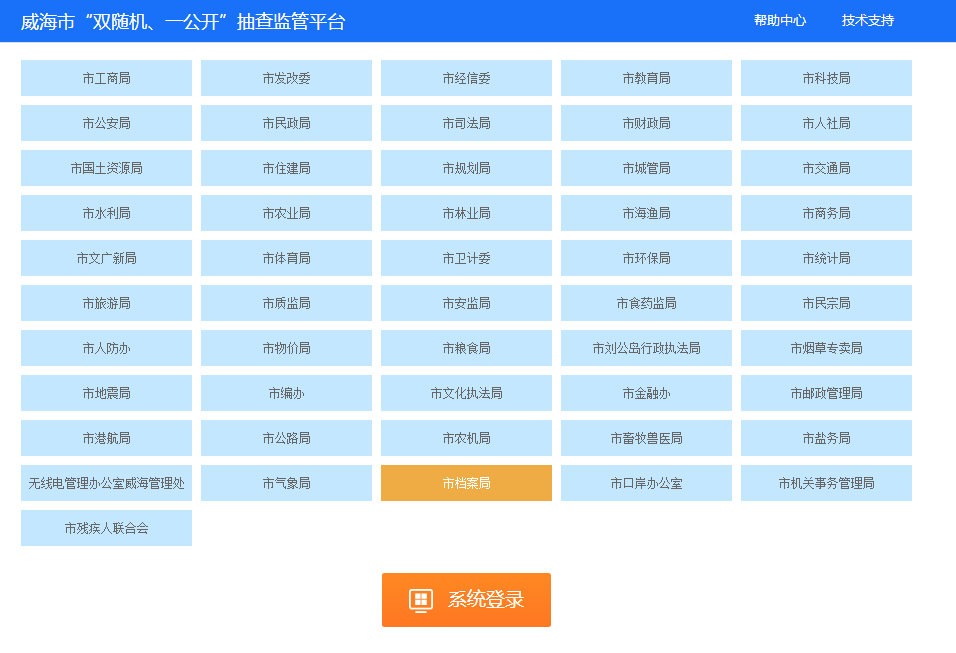 威海市“双随机、一公开”抽查监管平台 帮助中心 技术支持
市工商局 市发改委 市经信委 市教育局 市科技局
市公安局 市民政局 市司法局 市财政局 市人社局
市国土资源局 市住建局 市规划局 市城管局 市交通局
市水利局 市农业局 市林业局 市海渔局 市商务局
市文广新局 市体育局 市卫计委 市环保局 市统计局
市旅游局 市质监局 市安监局 市食药监局 市民宗局
市人防办 市物价局 市粮食局 市刘公岛行政执法局 市烟草专卖局
市地震局 市编办 市文化执法局 市金融办 市邮政管理局
市港航局 市公路局 市农机局 市畜牧兽医局 市盐务局
无线电管理办公室威海管理处 市气象局 市档案局 市口岸办公室 市机关事务管理局
市残疾人联合会
系统登录